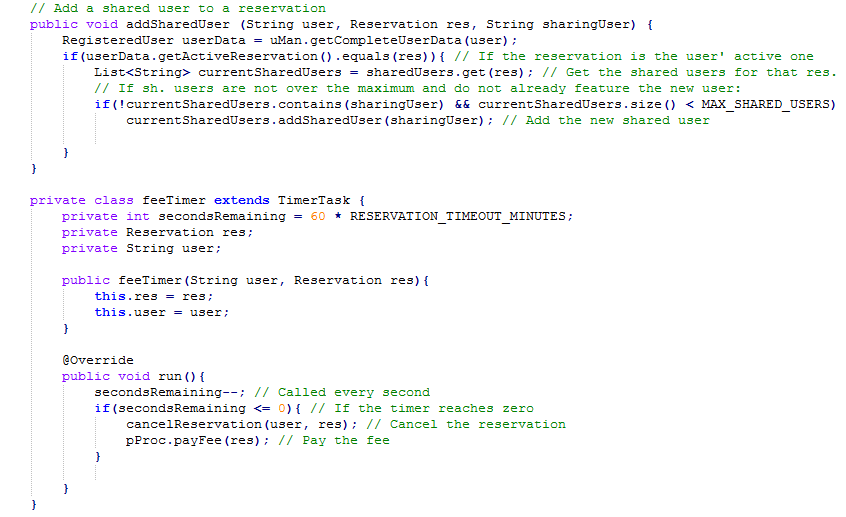 // Add a shared user to a reservation
public void addSharedUser (String user, Reservation res, String sharingUser) {
RegisteredUser userData = uMan.getCompleteUserData(user);
if(userData.getActiveReservation().equals(res)){ // If the reservation is the user' active one
List<String> currentSharedUsers = sharedUsers.get(res); // Get the shared users for that res.
// If sh. users are not over the maximum and do not already feature the new user:
if(!currentSharedUsers.contains(sharingUser) && currentSharedUsers.size() < MAX_SHARED_USERS)
currentSharedUsers.addSharedUser(sharingUser); // Add the new shared user
}
}
private class feeTimer extends TimerTask {
private int secondsRemaining = 60 * RESERVATION_TIMEOUT_MINUTES;
private Reservation res;
private String user;
public feeTimer(String user, Reservation res){
this.res = res;
this.user = user;
}
@Override
public void run(){
secondsRemaining--; // Called every second
if(secondsRemaining <= 0){ // If the timer reaches zero
cancelReservation(user, res); // Cancel the reservation
pProc.payFee(res); // Pay the fee
}
}
}